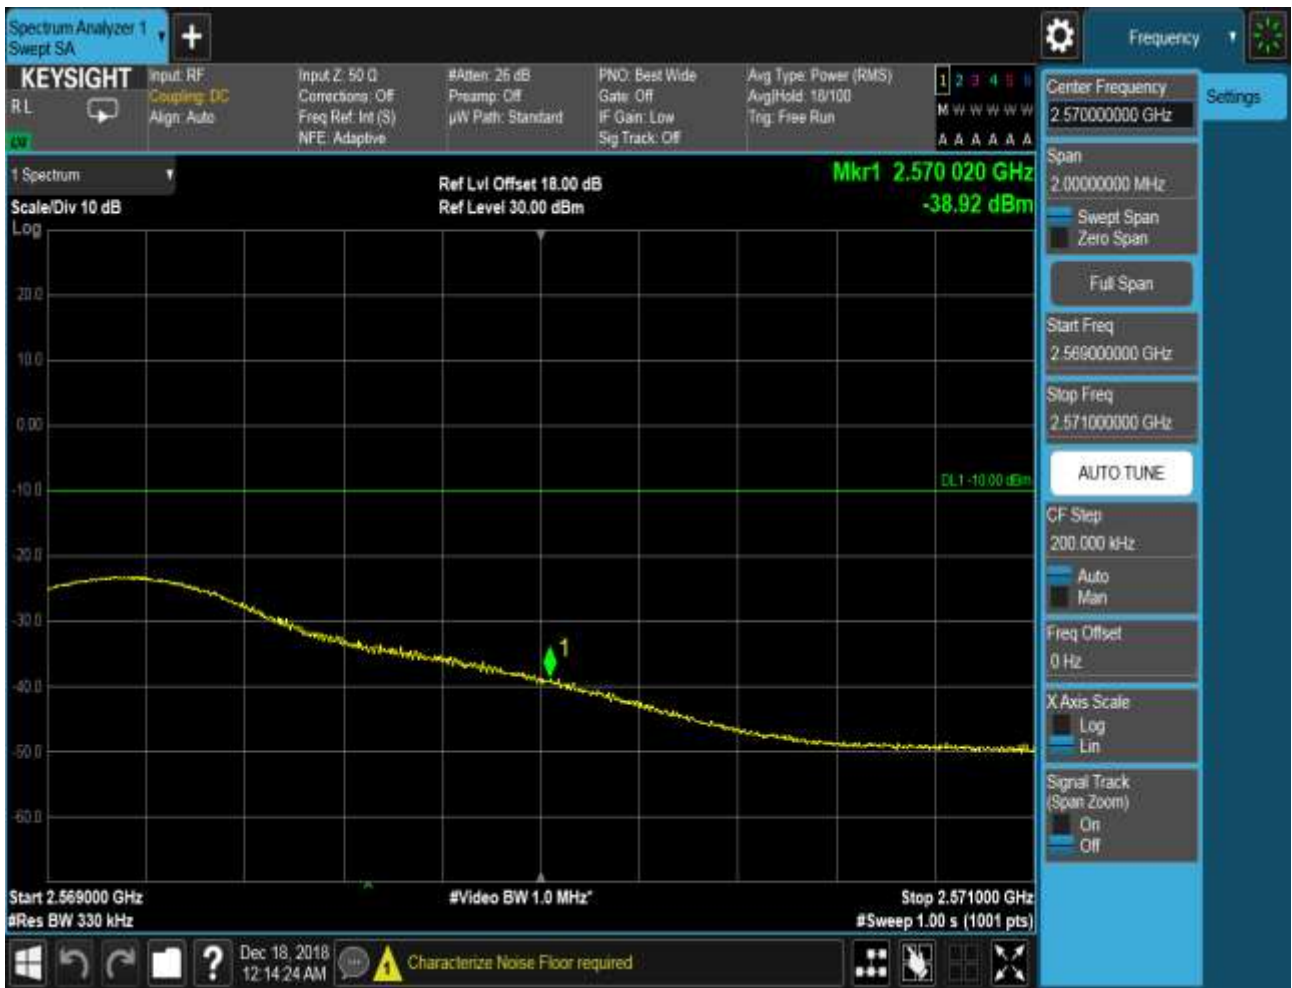 Spectrum Analyzer 1
Swept SA
+
Frequency
KEYSIGHT
R L
Input: RF
Coupling: DC
Align: Auto
Input Z: 50 Ω
Corrections: Off
Freq Ref: Int (S)
NFE: Adaptive
#Atten: 26 dB
Preamp: Off
µW Path: Standard
PNO: Best Wide
Gate: Off
IF Gain: Low
Sig Track: Off
Avg Type: Power (RMS)
Avg|Hold: 18/100
Trig: Free Run
1 2 3 4 5 6
M W W W W W
A A A A A A
1 Spectrum
Scale/Div 10 dB
Log
Ref Lvl Offset 18.00 dB
Ref Level 30.00 dBm
Mkr1 2.570 020 GHz
-38.92 dBm
20.0
10.0
0.00
-10.0
-20.0
-30.0
-40.0
-50.0
-60.0
DL1 -10.00 dBm
1
Start 2.569000 GHz
#Res BW 330 kHz
#Video BW 1.0 MHz*
Stop 2.571000 GHz
#Sweep 1.00 s (1001 pts)
Center Frequency
2.570000000 GHz
Settings
Span
2.00000000 MHz
Swept Span
Zero Span
Full Span
Start Freq
2.569000000 GHz
Stop Freq
2.571000000 GHz
AUTO TUNE
CF Step
200.000 kHz
Auto
Man
Freq Offset
0 Hz
X Axis Scale
Log
Lin
Signal Track
(Span Zoom)
On
Off
?
Dec 18, 2018
12:14:24 AM
1
Characterize Noise Floor required